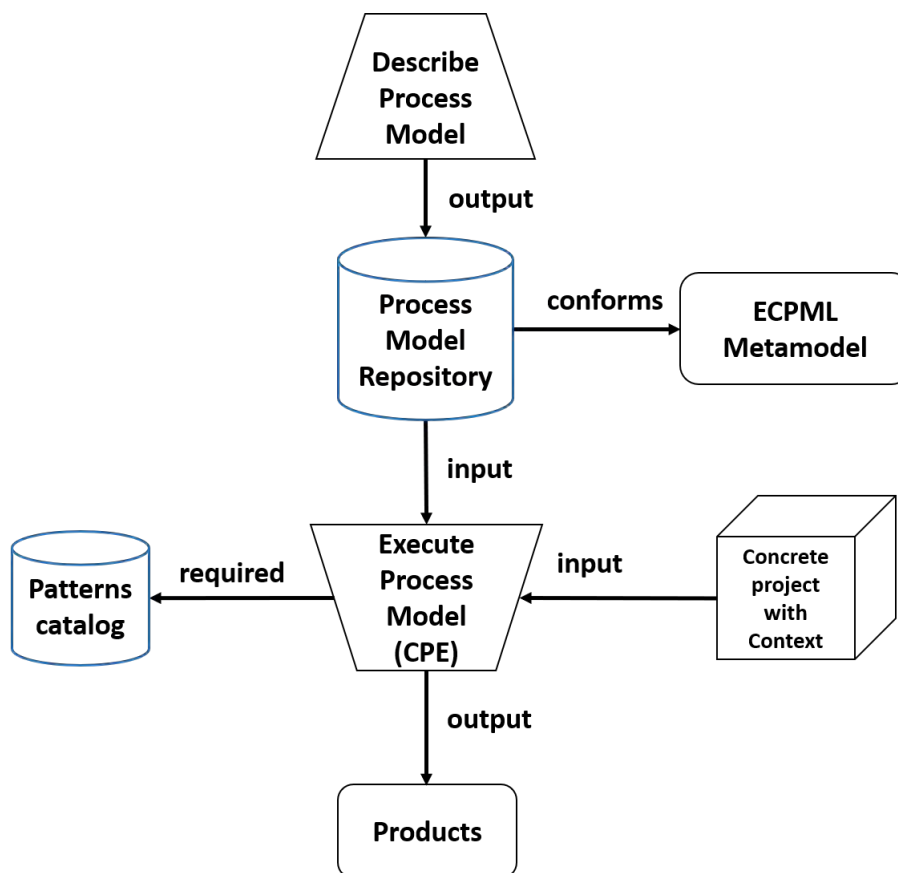 Describe
Process
Model
output
Process
Model
Repository
conforms
ECPML
Metamodel
input
Patterns
catalog
required
Execute
Process
Model
(CPE)
input
Concrete
project
with
Context
output
Products